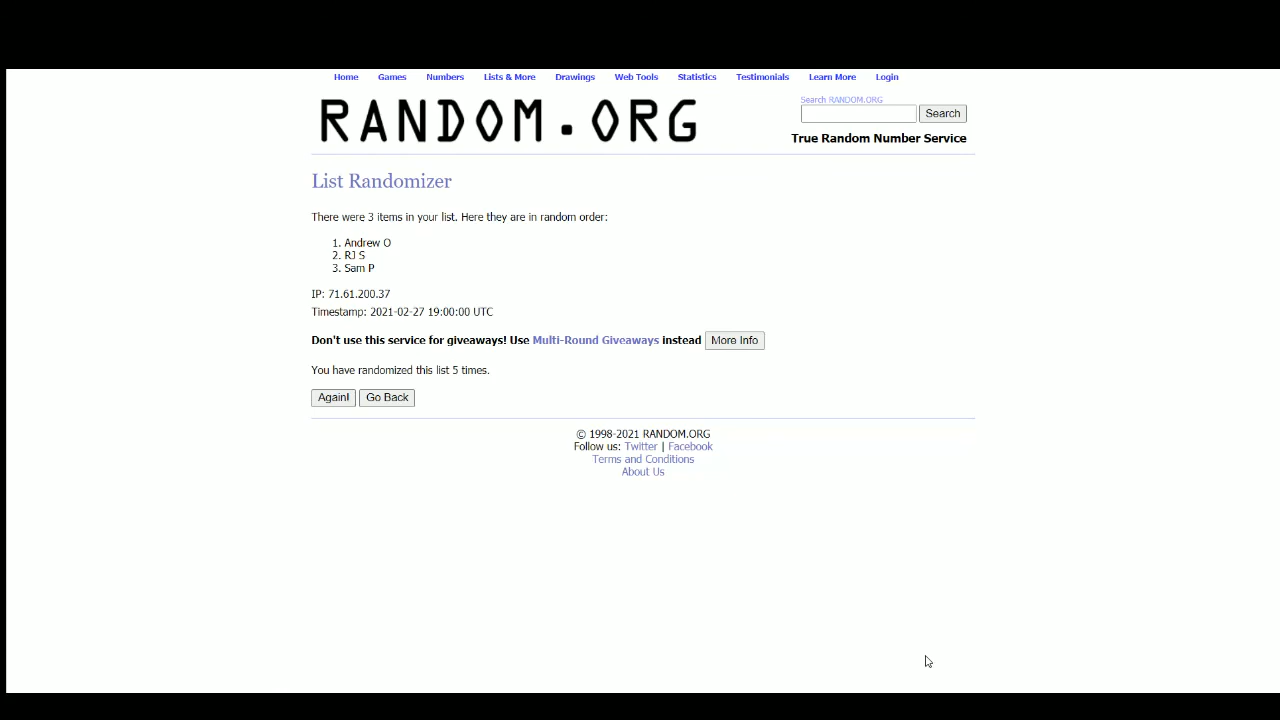 Home Games Numbers Lists & More Drawings Web Tools Statistics Testimonials Learn More Login
RANDOM.ORG
Search RANDOM.ORG
Search
True Random Number Service
List Randomizer
There were 3 items in your list. Here they are in random order:
1. Andrew O
2. RJ S
3. Sam P
IP: 71.61.200.37
Timestamp: 2021-02-27 19:00:00 UTC
Don't use this service for giveaways! Use Multi-Round Giveaways instead More Info
You have randomized this list 5 times.
Again! Go Back
© 1998-2021 RANDOM.ORG
Follow us: Twitter | Facebook
Terms and Conditions
About Us